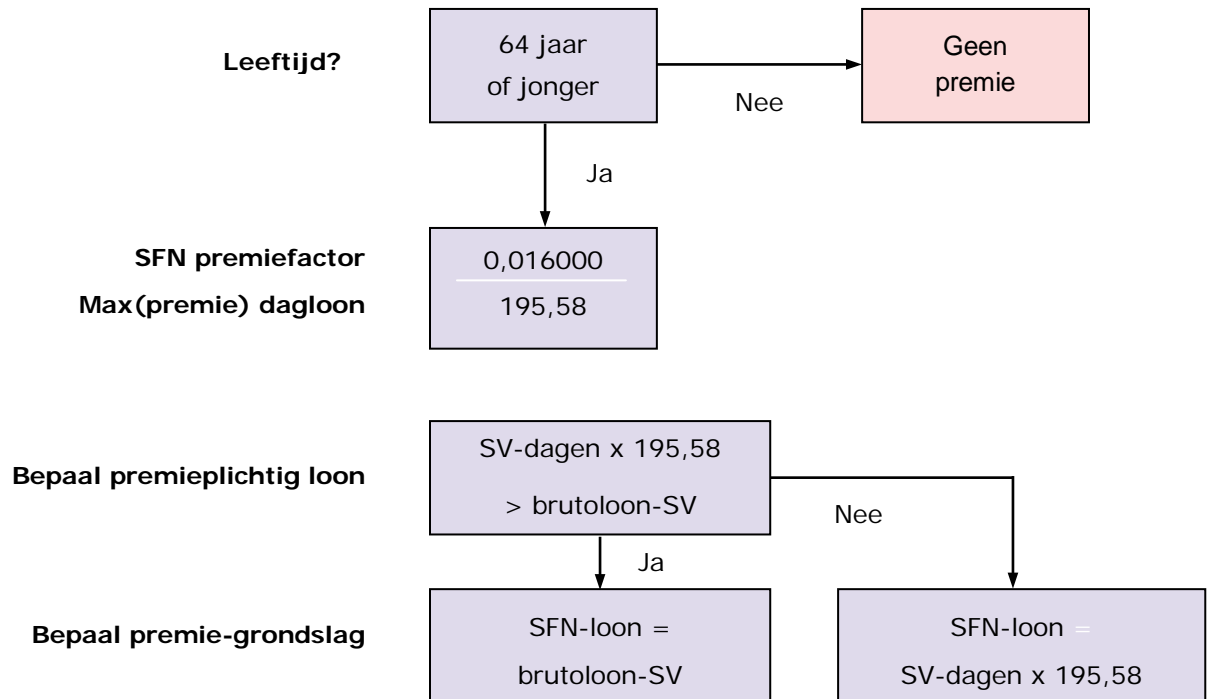 Leeftijd?
64 jaar
of jonger
Nee
Geen
premie
Ja
SFN premiefactor
0,016000
Max(premie) dagloon
195,58
Bepaal premieplichtig loon
SV-dagen x 195,58
> brutoloon-SV
Nee
Ja
Bepaal premie-grondslag
SFN-loon =
brutoloon-SV
SFN-loon =
SV-dagen x 195,58